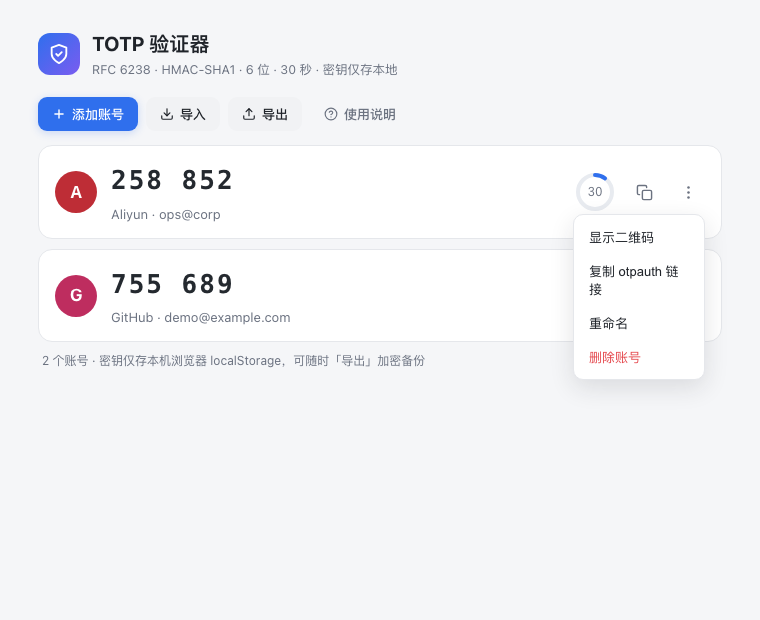 TOTP 验证器
RFC 6238 · HMAC-SHA1 · 6 位 · 30 秒 · 密钥仅存本地
添加账号
导入
导出
使用说明
A
258 852
Aliyun · ops@corp
30
显示二维码
复制 otpauth 链
接
重命名
删除账号
G
755 689
GitHub · demo@example.com
2 个账号 · 密钥仅存本机浏览器 localStorage，可随时「导出」加密备份